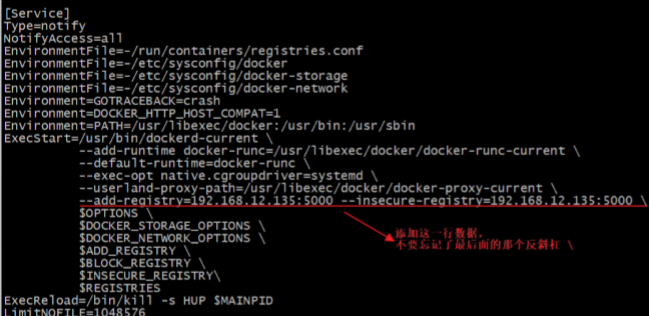 [Service]
Type=notify
NotifyAccess=all
EnvironmentFile=-/run/containers/registries.conf
EnvironmentFile=-/etc/sysconfig/docker
EnvironmentFile=-/etc/sysconfig/docker-storage
EnvironmentFile=-/etc/sysconfig/docker-network
Environment=GOTRACEBACK=crash
Environment=DOCKER_HTTP_HOST_COMPAT=1
Environment=PATH=/usr/libexec/docker:/usr/bin:/usr/sbin
ExecStart=/usr/bin/dockerd-current \
--add-runtime docker-runc=/usr/libexec/docker/docker-runc-current \
--default-runtime=docker-runc \
--exec-opt native.cgroupdriver=systemd \
--userland-proxy-path=/usr/libexec/docker/docker-proxy-current \
--add-registry=192.168.12.135:5000 --insecure-registry=192.168.12.135:5000 \
$OPTIONS \
$DOCKER_STORAGE_OPTIONS \
$DOCKER_NETWORK_OPTIONS \
$ADD_REGISTRY \
$BLOCK_REGISTRY \
$INSECURE_REGISTRY\
$REGISTRIES
添加这一行数据，
不要忘记了最后面的那个反斜杠 \
ExecReload=/bin/kill -s HUP $MAINPID
LimitNOFILE=1048576